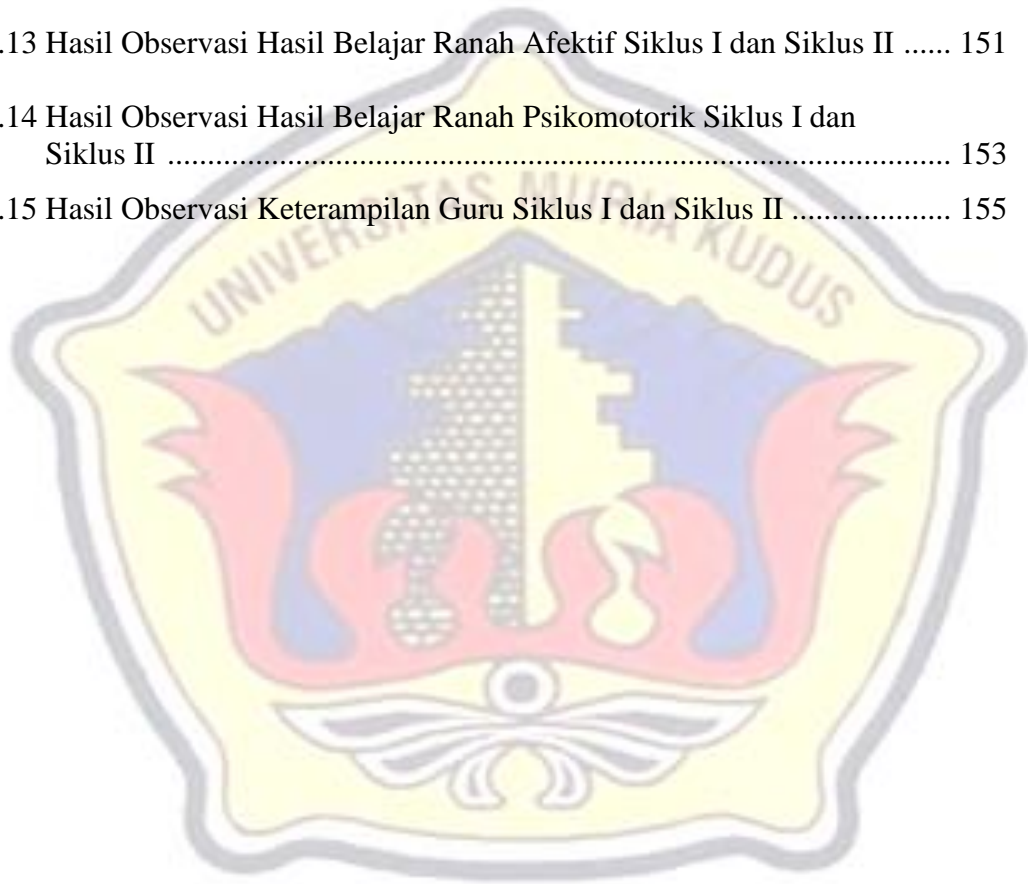 .13 Hasil Observasi Hasil Belajar Ranah Afektif Siklus I dan Siklus II ...... 151
.14 Hasil Observasi Hasil Belajar Ranah Psikomotorik Siklus I dan
Siklus II ........................................................................................... 153
.15 Hasil Observasi Keterampilan Guru Siklus I dan Siklus II ................... 155
UNIVERSITAS MURIA KUDUS